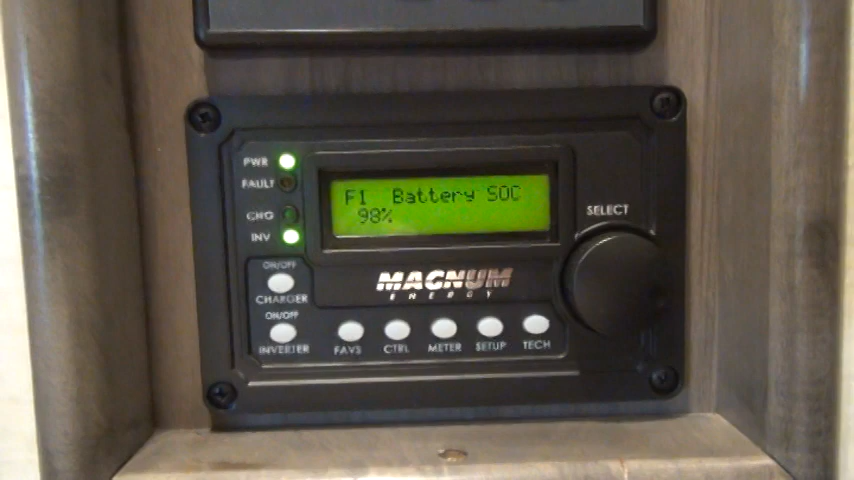 PWR
FAULT
CHG
INV
F1 Battery SOC
98%
SELECT
ON/OFF
CHARGER
ON/OFF
INVERTER
MAGNUM
ENERGY
FAVS
CTRL
METER
SETUP
TECH